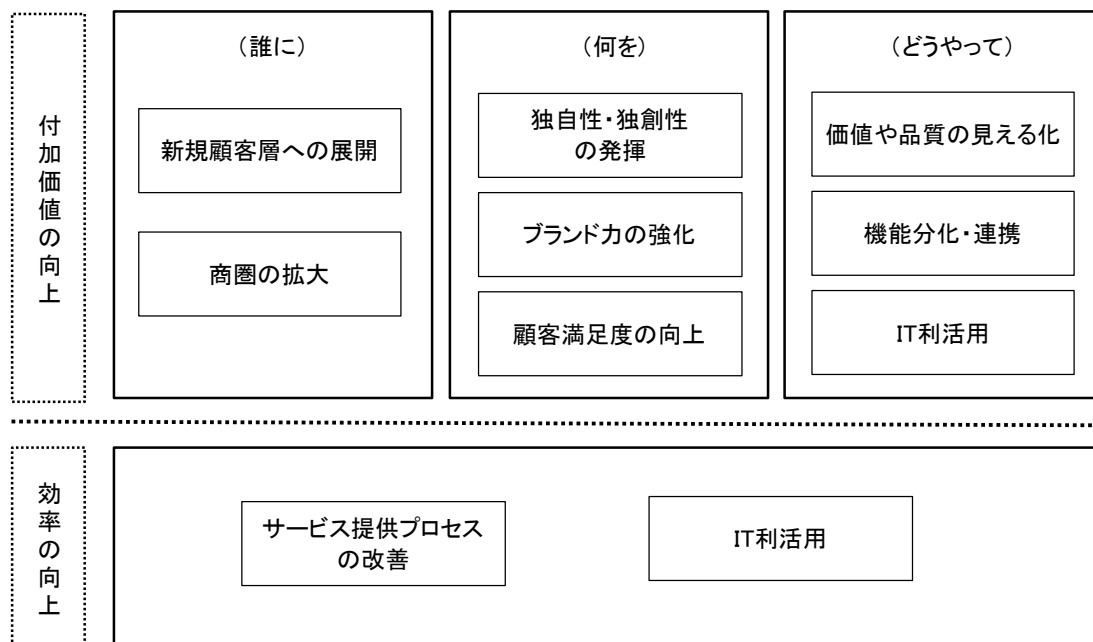 付加価値の向上
（誰に）
新規顧客層への展開
商圏の拡大
（何を）
独自性・独創性
の発揮
ブランド力の強化
顧客満足度の向上
（どうやって）
価値や品質の見える化
機能分化・連携
IT利活用
効率の向上
サービス提供プロセス
の改善
IT利活用